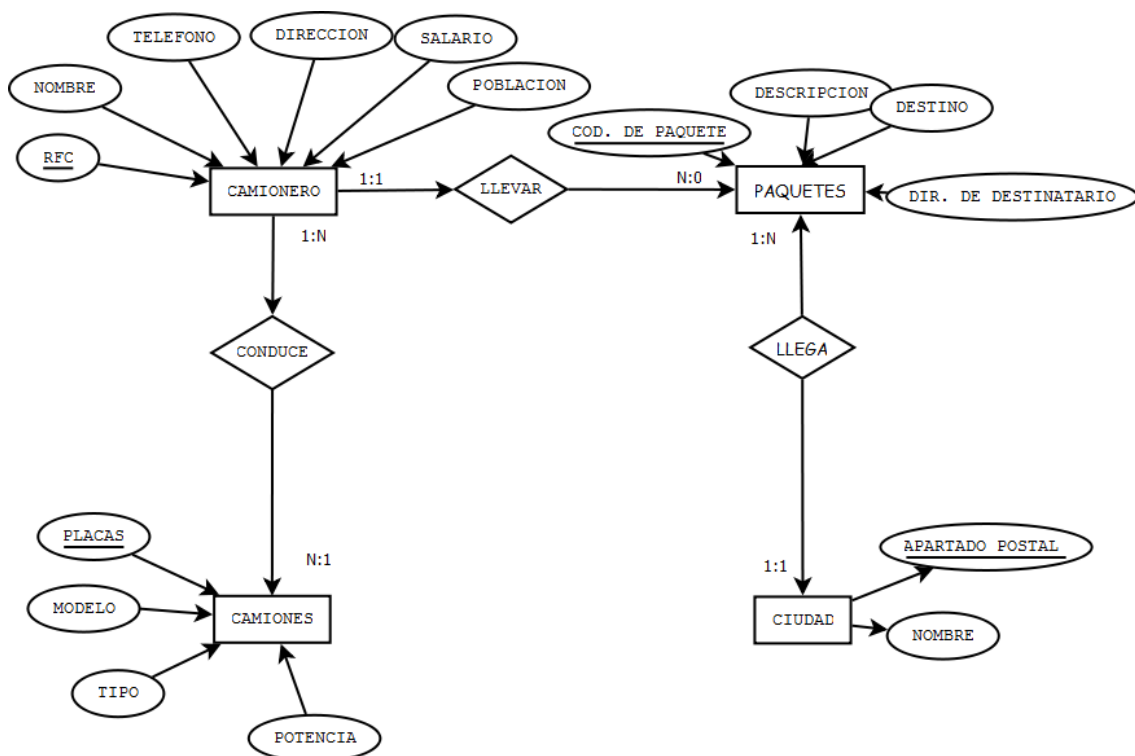 TELEFONO
DIRECCION
SALARIO
NOMBRE
POBLACION
DESCRIPCION
DESTINO
COD. DE PAQUETE
RFC
CAMIONERO
1:1
LLEVAR
N:0
PAQUETES
DIR. DE DESTINATARIO
1:N
1:N
CONDUCE
LLEGA
PLACAS
N:1
1:1
APARTADO POSTAL
MODELO
CAMIONES
CIUDAD
NOMBRE
TIPO
POTENCIA